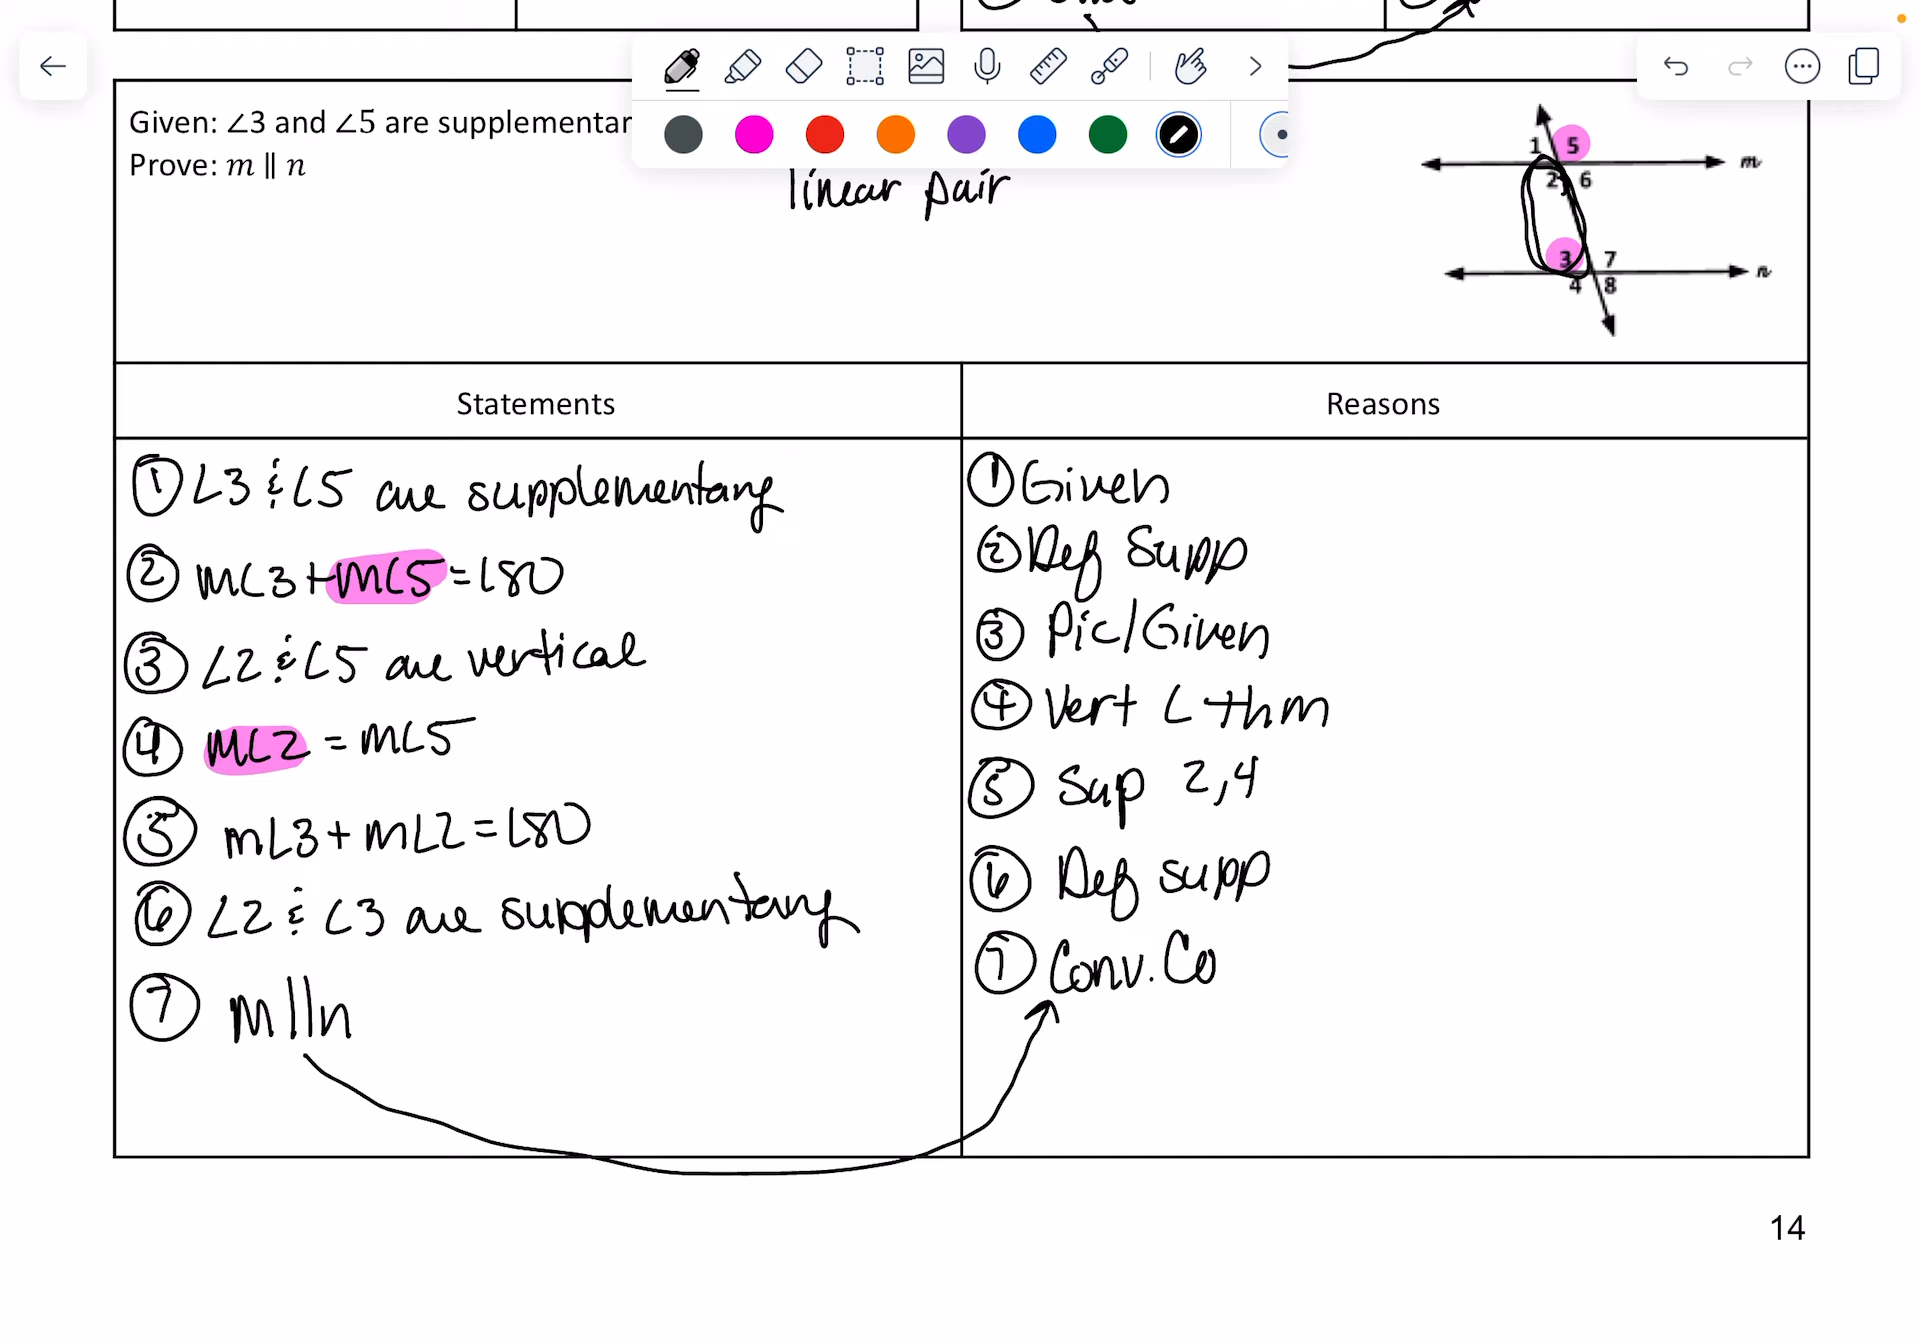 Given: ∠3 and ∠5 are supplementar
Prove: m ∥ n
linear pair
1 5
m
2 6
3 7
n
4 8
Statements
Reasons
① ∠3 & ∠5 are supplementary
① Given
② m∠3 + m∠5 = 180
② Def Supp
③ ∠2 & ∠5 are vertical
③ Pic/Given
④ m∠2 = m∠5
④ Vert ∠ thm
⑤ m∠3 + m∠2 = 180
⑤ Sup 2,4
⑥ ∠2 & ∠3 are supplementary
⑥ Def supp
⑦ m||n
⑦ Conv. Co
14